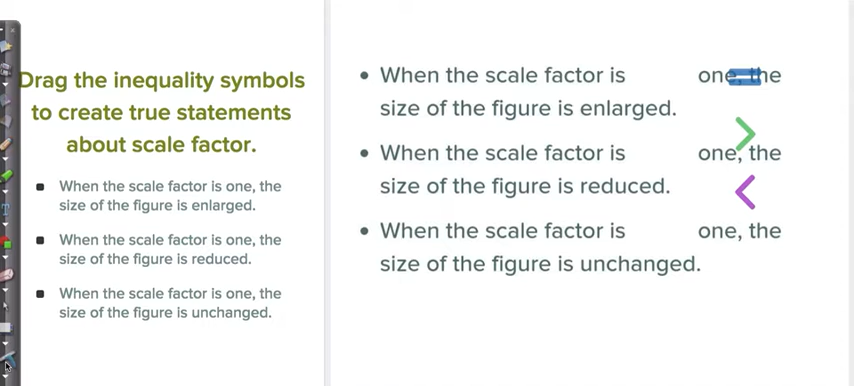 Drag the inequality symbols
to create true statements
about scale factor.
When the scale factor is one, the
size of the figure is enlarged.
When the scale factor is one, the
size of the figure is reduced.
When the scale factor is one, the
size of the figure is unchanged.
When the scale factor is one, the
size of the figure is enlarged.
When the scale factor is one, the
size of the figure is reduced.
When the scale factor is one, the
size of the figure is unchanged.
=
>
<